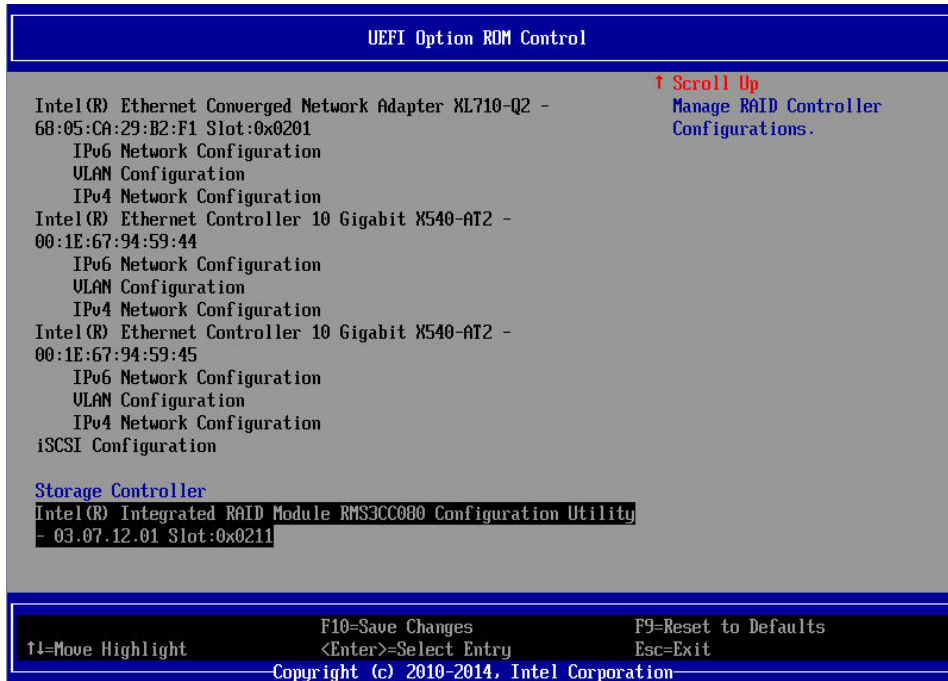 UEFI Option ROM Control
↑ Scroll Up
Intel(R) Ethernet Converged Network Adapter XL710-Q2 -
Manage RAID Controller
68:05:CA:29:B2:F1 Slot:0x0201
Configurations.
IPv6 Network Configuration
VLAN Configuration
IPv4 Network Configuration
Intel(R) Ethernet Controller 10 Gigabit X540-AT2 -
00:1E:67:94:59:44
IPv6 Network Configuration
VLAN Configuration
IPv4 Network Configuration
Intel(R) Ethernet Controller 10 Gigabit X540-AT2 -
00:1E:67:94:59:45
IPv6 Network Configuration
VLAN Configuration
IPv4 Network Configuration
iSCSI Configuration
Storage Controller
Intel(R) Integrated RAID Module RMS3CC080 Configuration Utility
- 03.07.12.01 Slot:0x0211
F10=Save Changes F9=Reset to Defaults
↑↓=Move Highlight <Enter>=Select Entry Esc=Exit
Copyright (c) 2010-2014, Intel Corporation